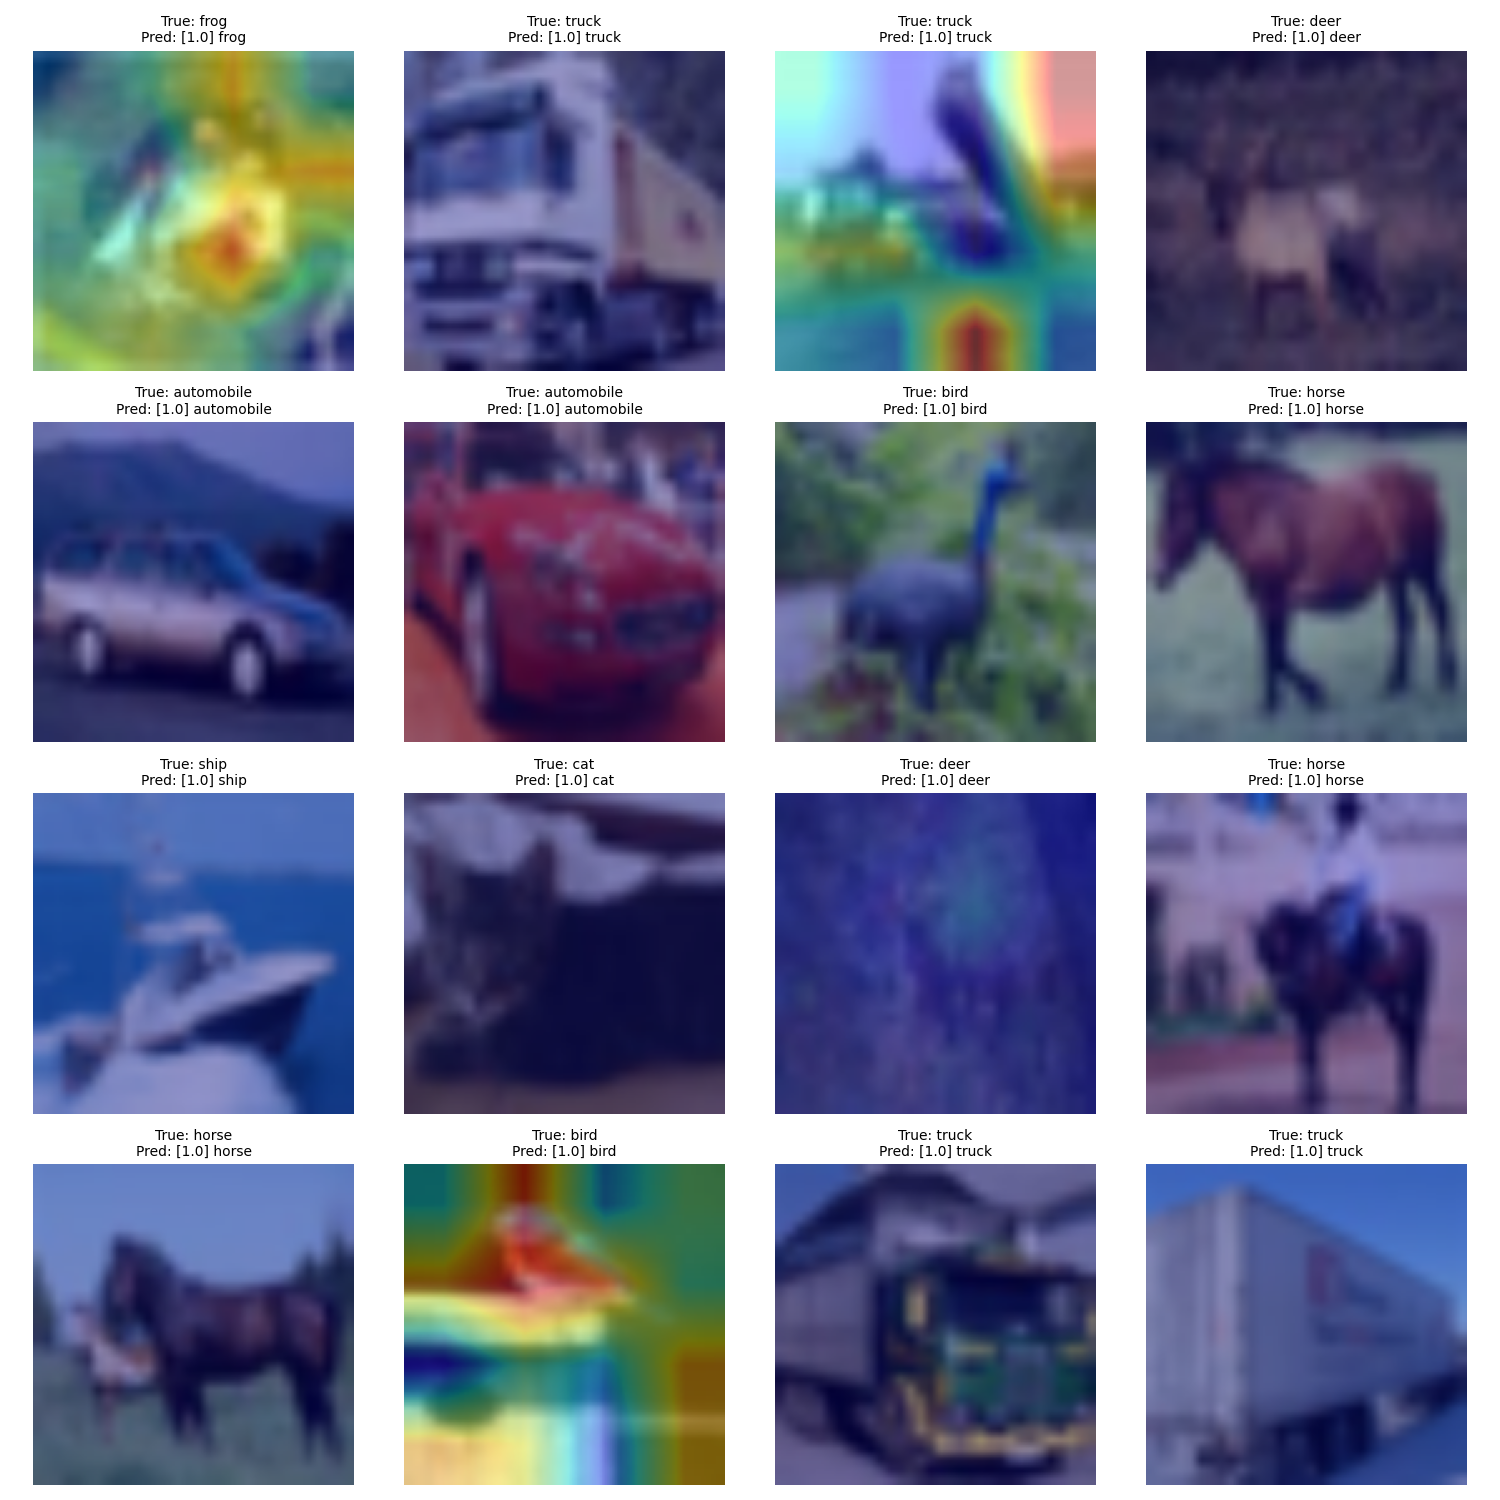 True: frog
Pred: [1.0] frog
True: truck
Pred: [1.0] truck
True: truck
Pred: [1.0] truck
True: deer
Pred: [1.0] deer
True: automobile
Pred: [1.0] automobile
True: automobile
Pred: [1.0] automobile
True: bird
Pred: [1.0] bird
True: horse
Pred: [1.0] horse
True: ship
Pred: [1.0] ship
True: cat
Pred: [1.0] cat
True: deer
Pred: [1.0] deer
True: horse
Pred: [1.0] horse
True: horse
Pred: [1.0] horse
True: bird
Pred: [1.0] bird
True: truck
Pred: [1.0] truck
True: truck
Pred: [1.0] truck